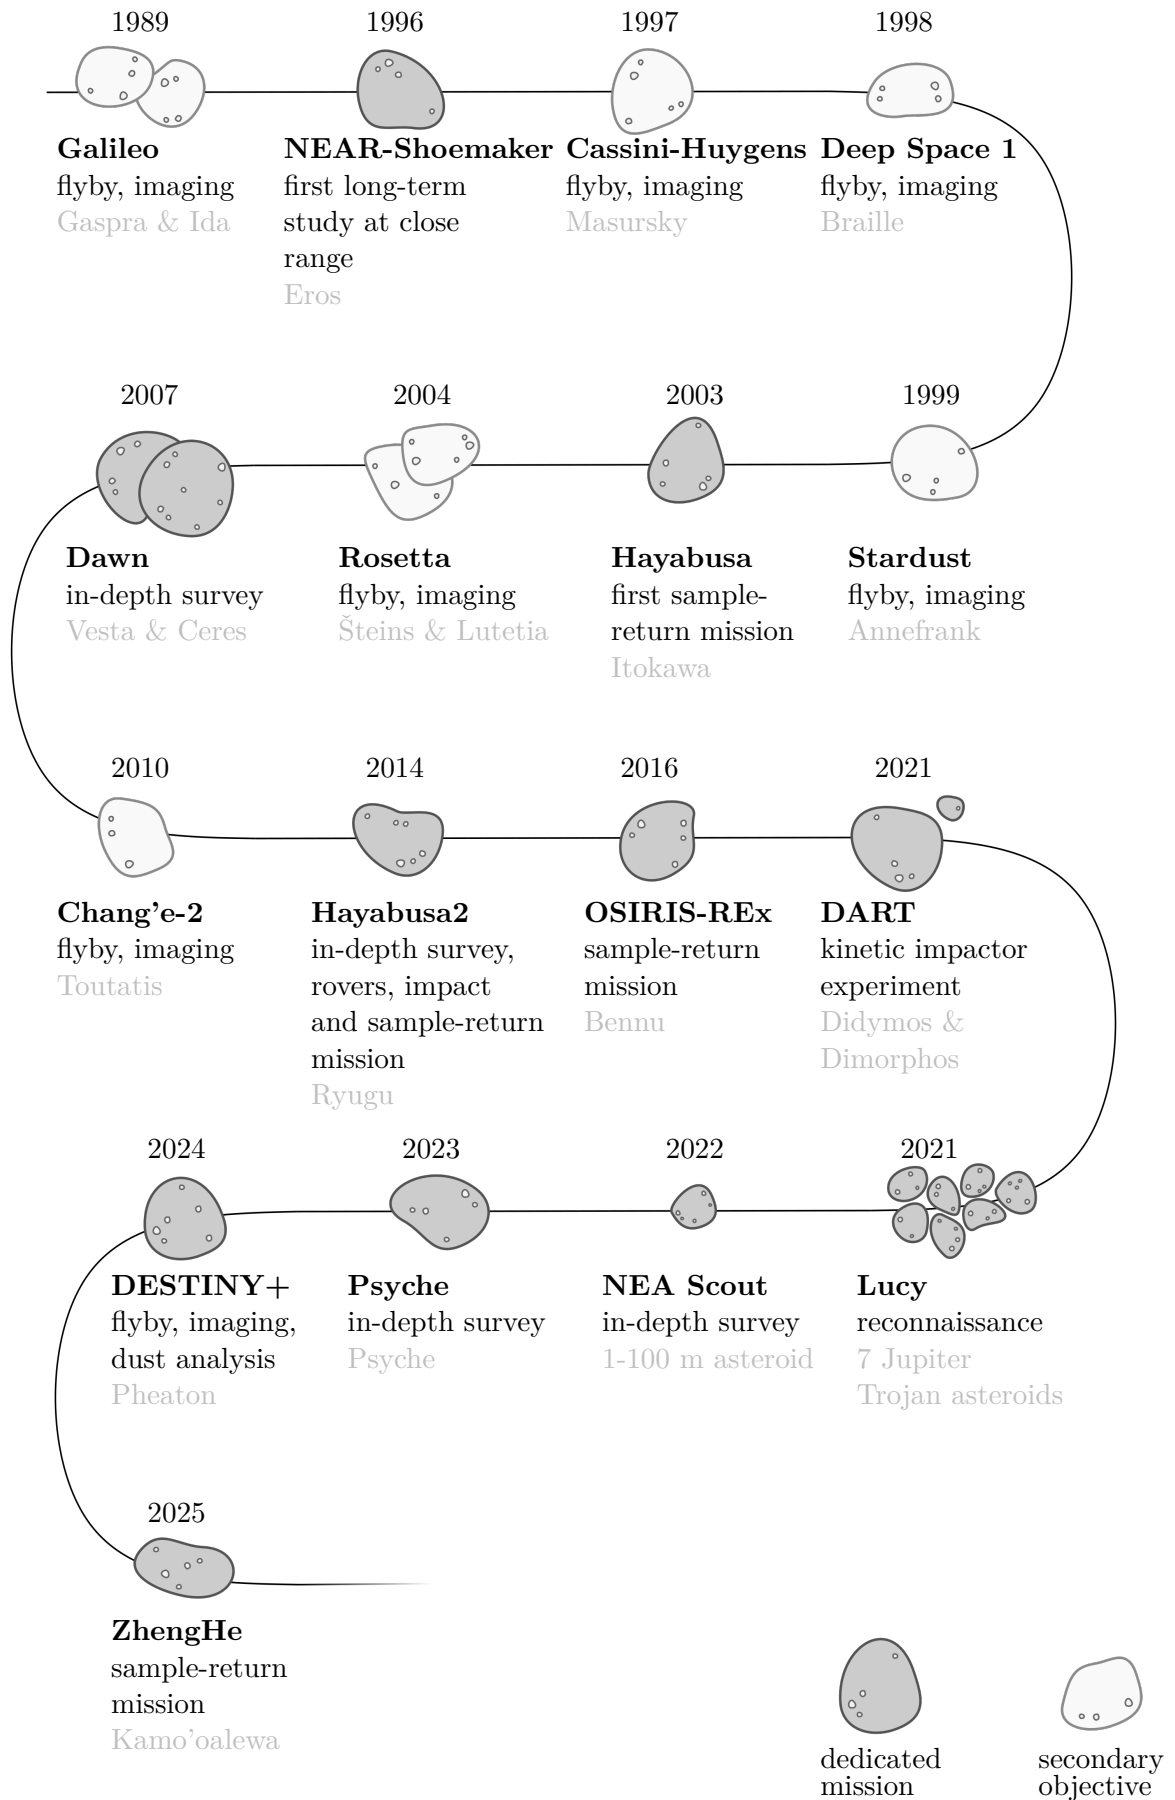 1989
Galileo
flyby, imaging
Gaspra & Ida
1996
NEAR-Shoemaker
first long-term
study at close
range
Eros
1997
Cassini-Huygens
flyby, imaging
Masursky
1998
Deep Space 1
flyby, imaging
Braille
2007
Dawn
in-depth survey
Vesta & Ceres
2004
Rosetta
flyby, imaging
Šteins & Lutetia
2003
Hayabusa
first sample-
return mission
Itokawa
1999
Stardust
flyby, imaging
Annefrank
2010
Chang'e-2
flyby, imaging
Toutatis
2014
Hayabusa2
in-depth survey,
rovers, impact
and sample-return
mission
Ryugu
2016
OSIRIS-REx
sample-return
mission
Bennu
2021
DART
kinetic impactor
experiment
Didymos &
Dimorphos
2024
DESTINY+
flyby, imaging,
dust analysis
Pheaton
2023
Psyche
in-depth survey
Psyche
2022
NEA Scout
in-depth survey
1-100 m asteroid
2021
Lucy
reconnaissance
7 Jupiter
Trojan asteroids
2025
ZhengHe
sample-return
mission
Kamo'oalewa
dedicated
mission
secondary
objective